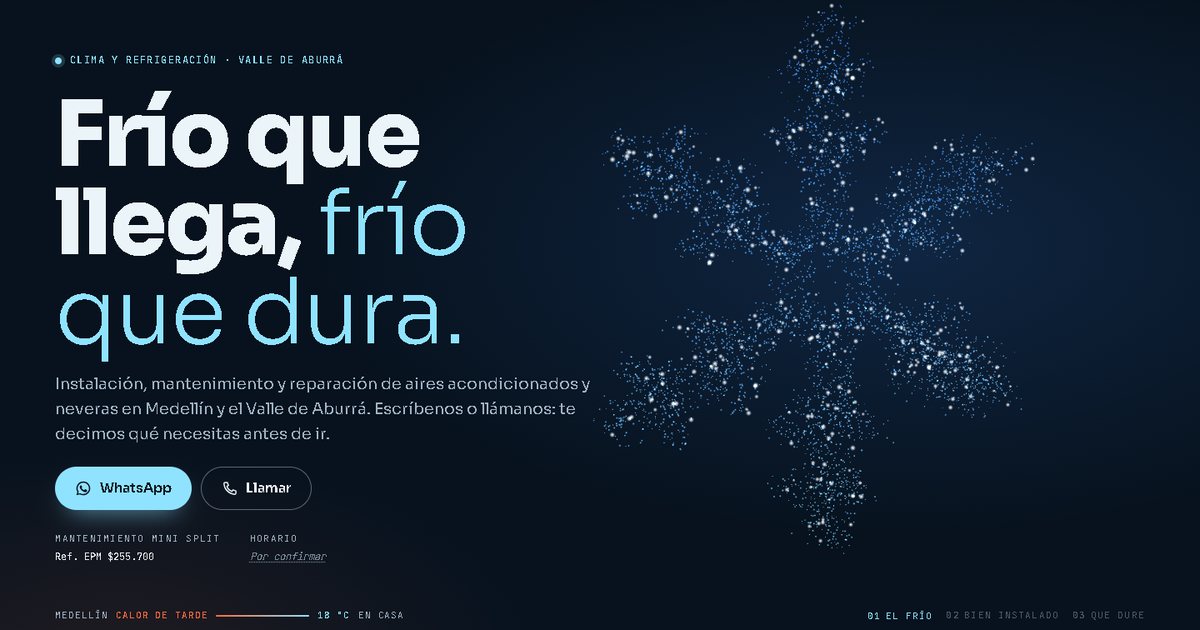 CLIMA Y REFRIGERACIÓN · VALLE DE ABURRÁ
Frío que
llega, frío
que dura.
Instalación, mantenimiento y reparación de aires acondicionados y
neveras en Medellín y el Valle de Aburrá. Escríbenos o llámanos: te
decimos qué necesitas antes de ir.
WhatsApp
Llamar
MANTENIMIENTO MINI SPLIT
Ref. EPM $255.700
HORARIO
Por confirmar
MEDELLÍN CALOR DE TARDE 18 °C EN CASA
01 EL FRÍO 02 BIEN INSTALADO 03 QUE DURE